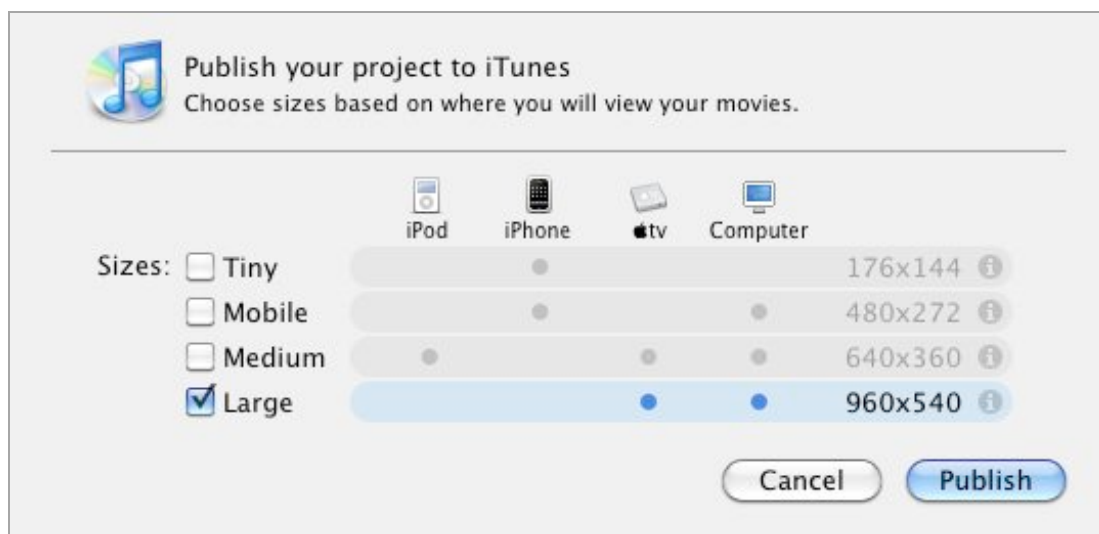 Publish your project to iTunes
Choose sizes based on where you will view your movies.
iPod iPhone tv Computer
Sizes: Tiny 176x144
Mobile 480x272
Medium 640x360
Large 960x540
Cancel Publish